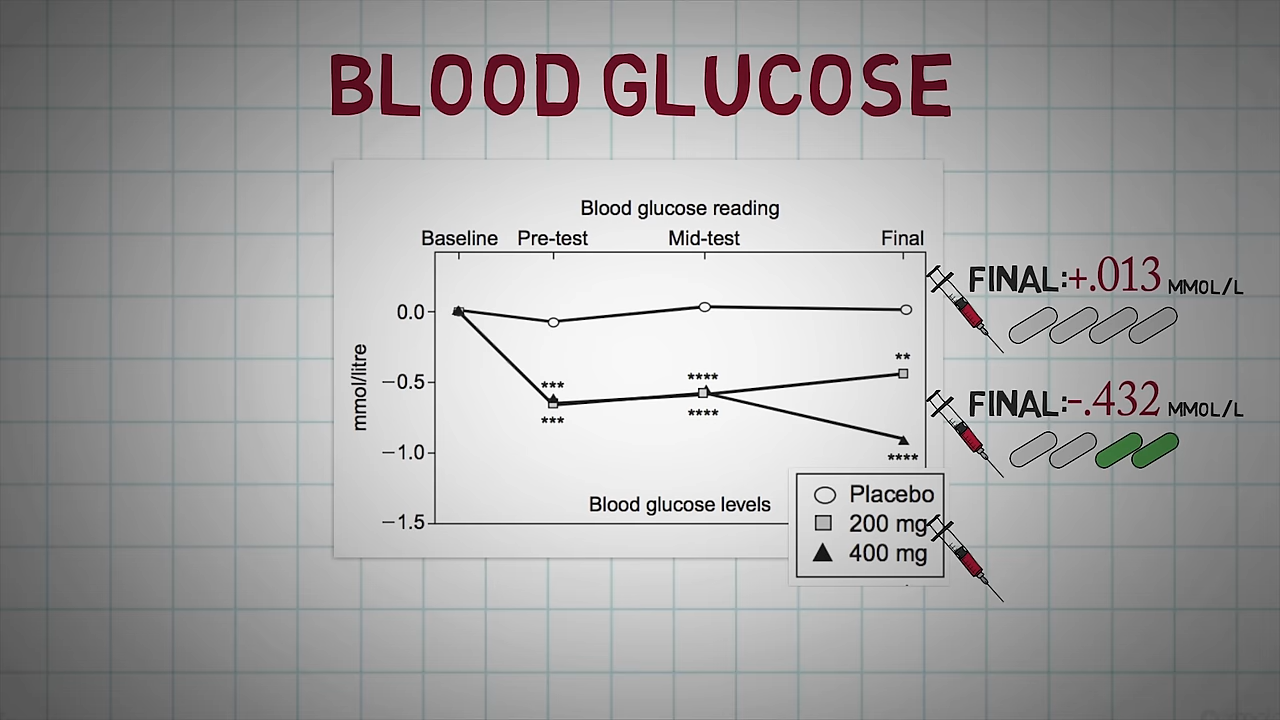 BLOOD GLUCOSE
Blood glucose reading
Baseline Pre-test Mid-test Final
mmol/litre
0.0
−0.5
−1.0
−1.5
**
*** ****
*** ****
****
Blood glucose levels
Placebo
200 mg
400 mg
FINAL:+.013 MMOL/L
FINAL:-.432 MMOL/L